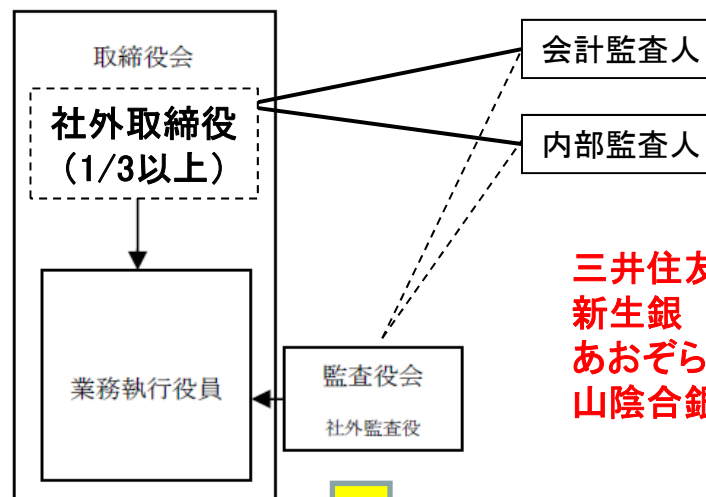 取締役会
社外取締役
(1/3以上)
業務執行役員
監査役会
社外監査役
会計監査人
内部監査人
三井住友
新生銀
あおぞら
山陰合銀